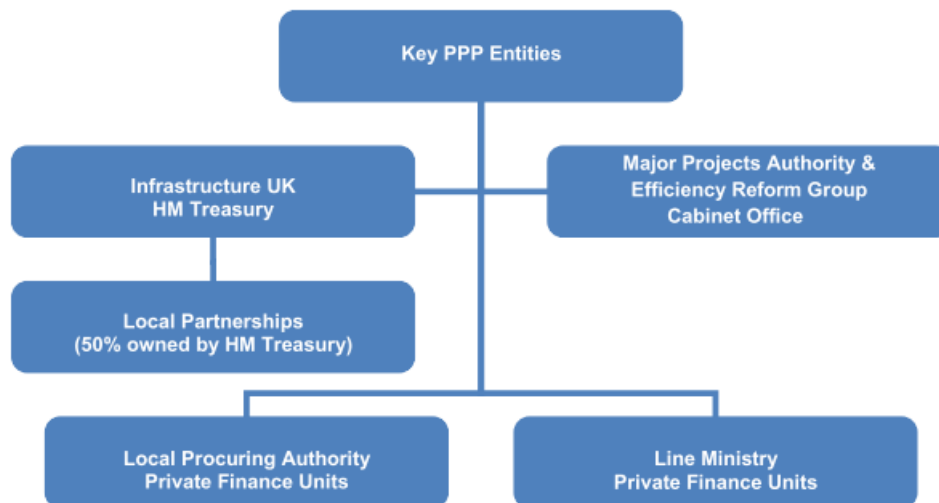 Key PPP Entities
Infrastructure UK
HM Treasury
Major Projects Authority &
Efficiency Reform Group
Cabinet Office
Local Partnerships
(50% owned by HM Treasury)
Local Procuring Authority
Private Finance Units
Line Ministry
Private Finance Units